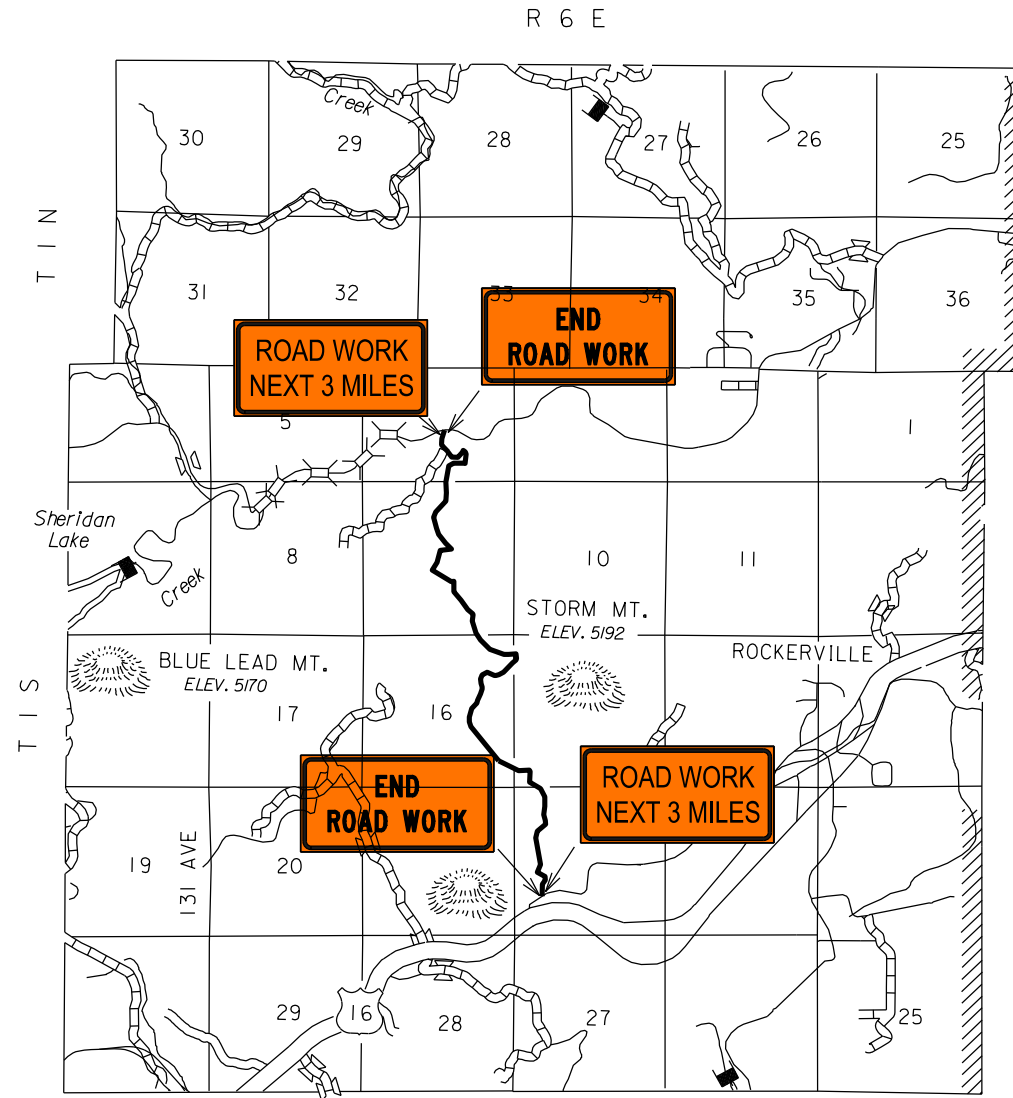 R 6 E
Creek
30
29
28
27
26
25
T I N
31
32
33
34
35
36
END
ROAD WORK
ROAD WORK
NEXT 3 MILES
5
1
Sheridan
Lake
8
10
11
Creek
STORM MT.
ELEV. 5192
ROCKERVILLE
BLUE LEAD MT.
ELEV. 5170
T I S
17
16
END
ROAD WORK
ROAD WORK
NEXT 3 MILES
19
131 AVE
20
29
16
28
27
25